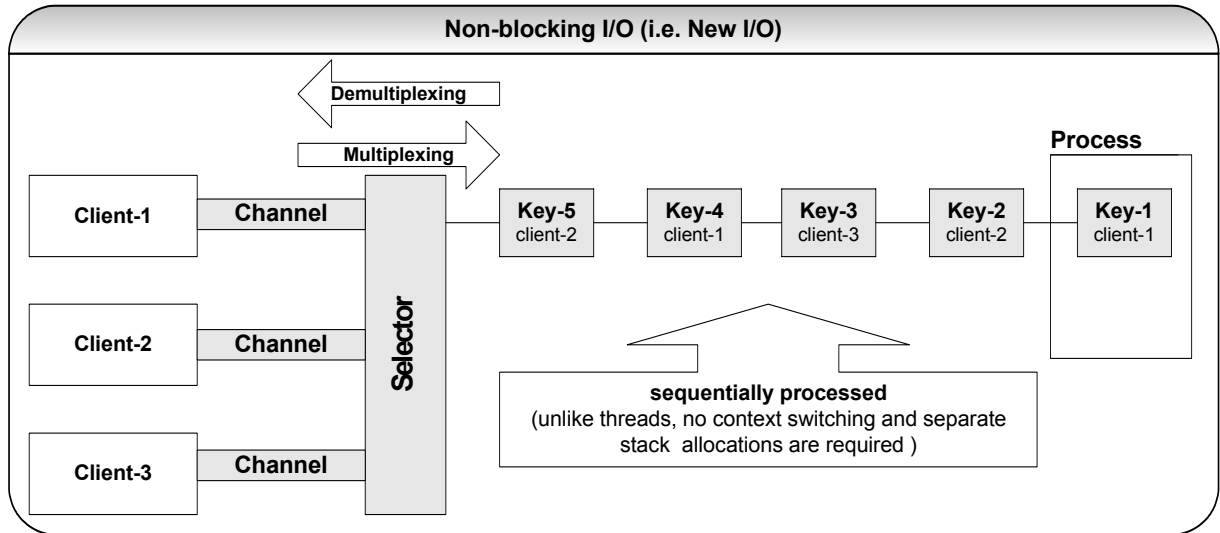 Non-blocking I/O (i.e. New I/O)
Demultiplexing
Multiplexing
Process
Client-1
Channel
Key-5
client-2
Key-4
client-1
Key-3
client-3
Key-2
client-2
Key-1
client-1
Selector
Client-2
Channel
sequentially processed
(unlike threads, no context switching and separate
stack allocations are required )
Client-3
Channel